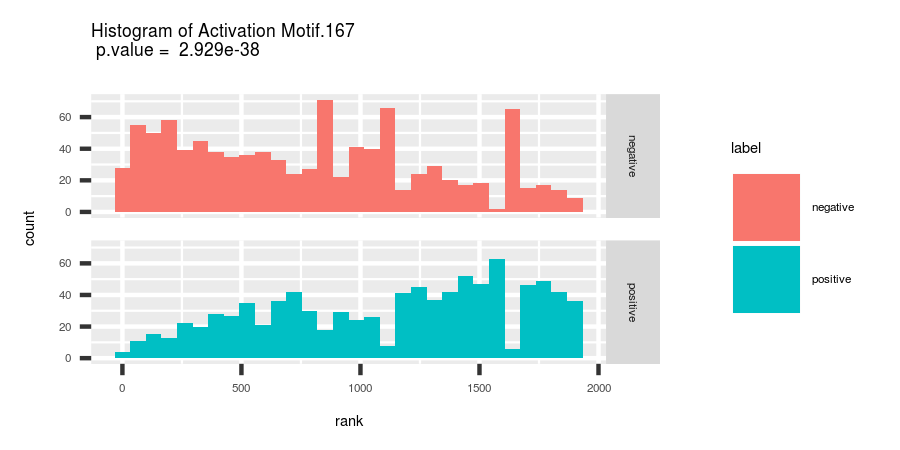 Histogram of Activation Motif.167
p.value = 2.929e-38
60
40
20
0
negative
count
60
40
20
0
positive
0 500 1000 1500 2000
rank
label
negative
positive